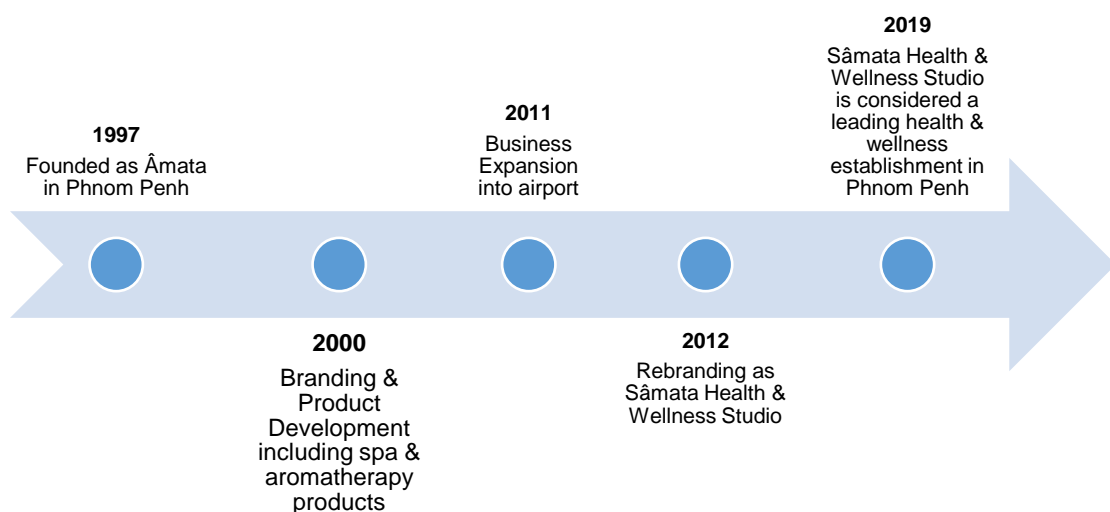 1997
Founded as Âmata
in Phnom Penh
2000
Branding &
Product
Development
including spa &
aromatherapy
products
2011
Business
Expansion
into airport
2012
Rebranding as
Sâmata Health &
Wellness Studio
2019
Sâmata Health &
Wellness Studio
is considered a
leading health &
wellness
establishment in
Phnom Penh